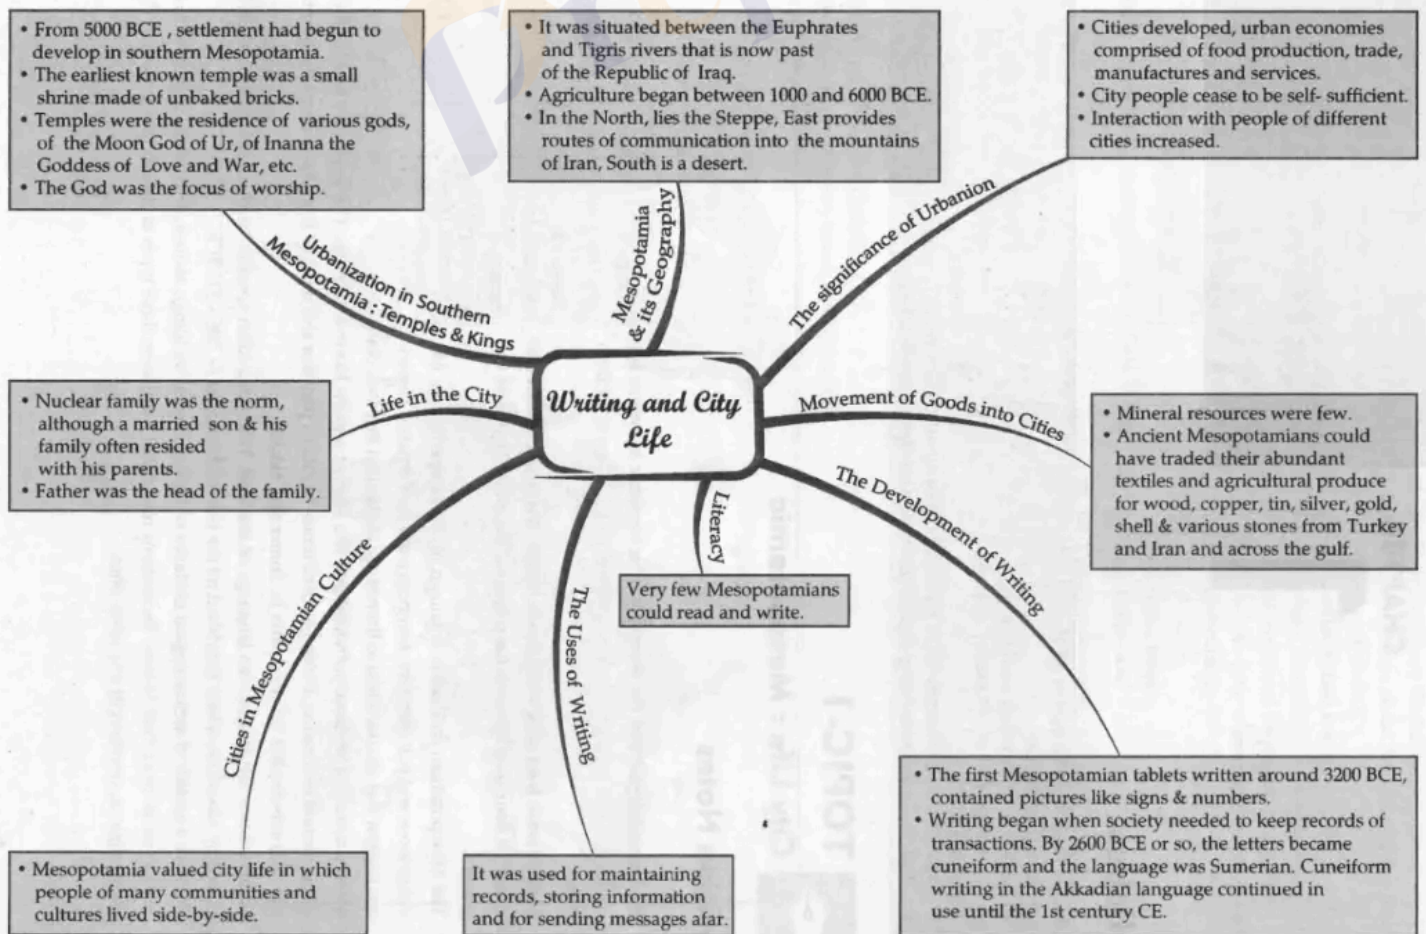 • From 5000 BCE , settlement had begun to
develop in southern Mesopotamia.
• The earliest known temple was a small
shrine made of unbaked bricks.
• Temples were the residence of various gods,
of the Moon God of Ur, of Inanna the
Goddess of Love and War, etc.
• The God was the focus of worship.
• It was situated between the Euphrates
and Tigris rivers that is now past
of the Republic of Iraq.
• Agriculture began between 1000 and 6000 BCE.
• In the North, lies the Steppe, East provides
routes of communication into the mountains
of Iran, South is a desert.
• Cities developed, urban economies
comprised of food production, trade,
manufactures and services.
• City people cease to be self- sufficient.
• Interaction with people of different
cities increased.
Urbanization in Southern
Mesopotamia : Temples & Kings
Mesopotamia
& its Geography
The significance of Urbanion
Writing and City
Life
Life in the City
• Nuclear family was the norm,
although a married son & his
family often resided
with his parents.
• Father was the head of the family.
Movement of Goods into Cities
• Mineral resources were few.
• Ancient Mesopotamians could
have traded their abundant
textiles and agricultural produce
for wood, copper, tin, silver, gold,
shell & various stones from Turkey
and Iran and across the gulf.
The Development of Writing
Literacy
Very few Mesopotamians
could read and write.
The Uses of Writing
Cities in Mesopotamian Culture
• Mesopotamia valued city life in which
people of many communities and
cultures lived side-by-side.
It was used for maintaining
records, storing information
and for sending messages afar.
• The first Mesopotamian tablets written around 3200 BCE,
contained pictures like signs & numbers.
• Writing began when society needed to keep records of
transactions. By 2600 BCE or so, the letters became
cuneiform and the language was Sumerian. Cuneiform
writing in the Akkadian language continued in
use until the 1st century CE.
TOPIC-1